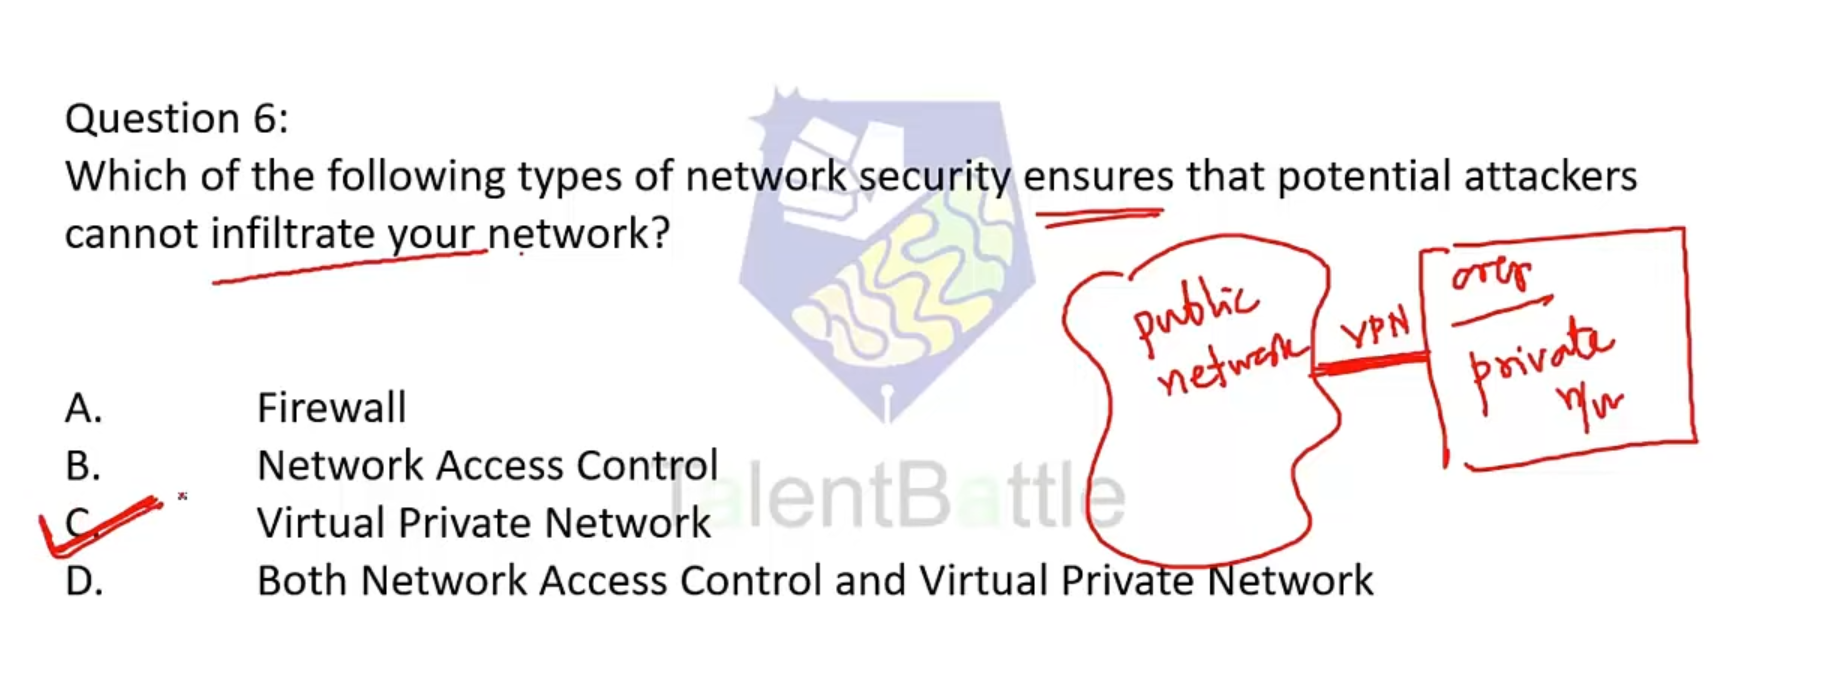 Question 6:
Which of the following types of network security ensures that potential attackers
cannot infiltrate your network?
public
network
VPN
private
n/w
A. Firewall
B. Network Access Control
C. Virtual Private Network
D. Both Network Access Control and Virtual Private Network
TalentBattle